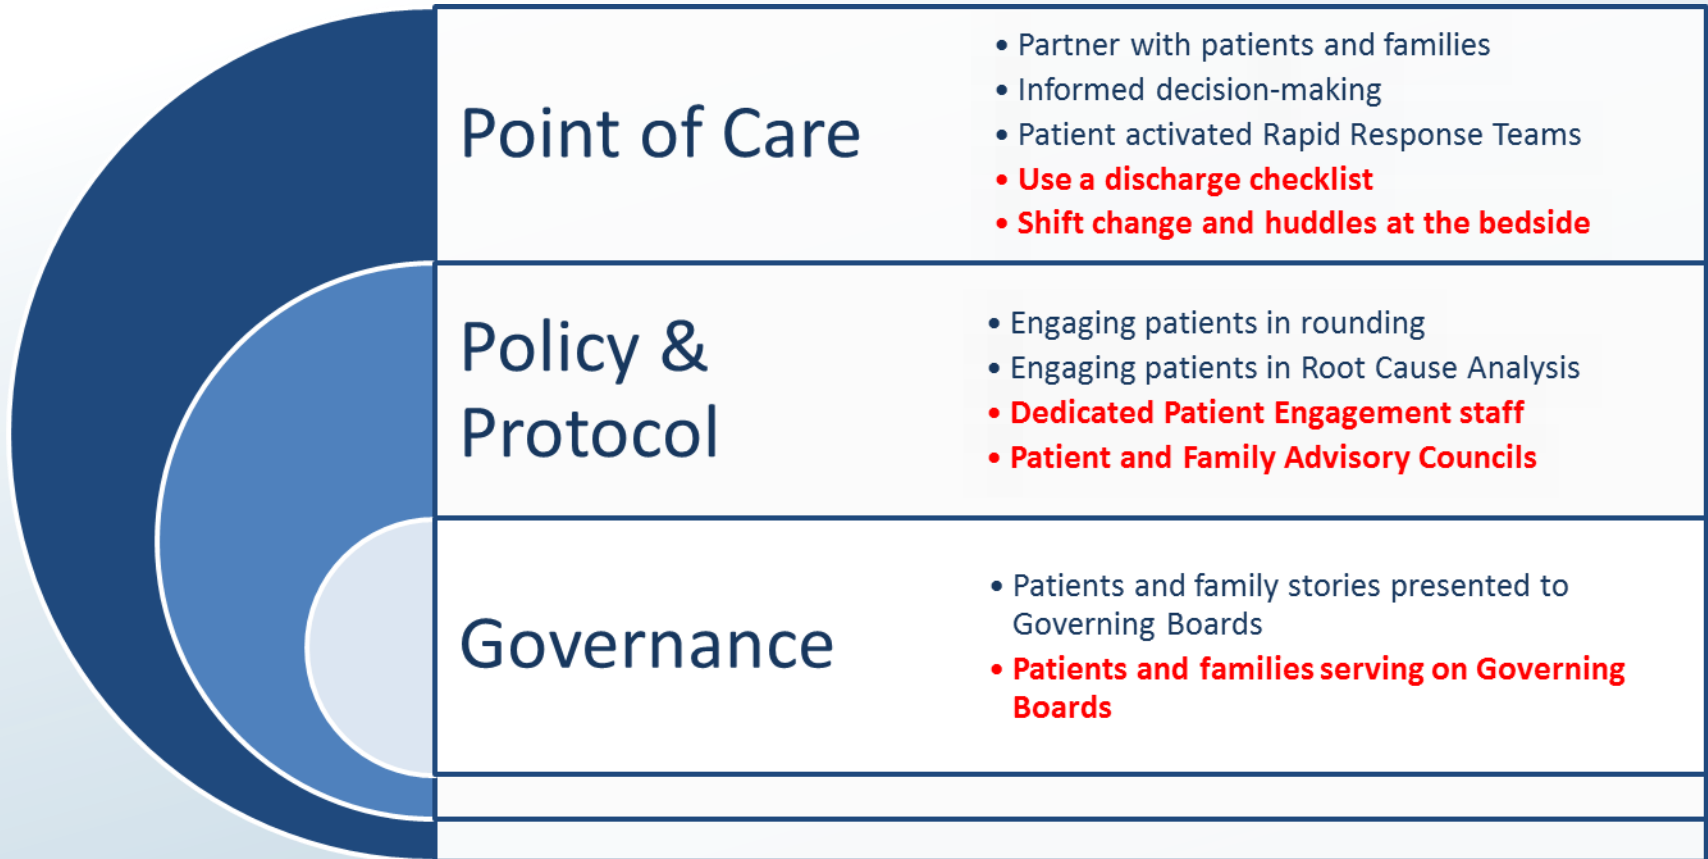 Point of Care
• Partner with patients and families
• Informed decision-making
• Patient activated Rapid Response Teams
• Use a discharge checklist
• Shift change and huddles at the bedside
Policy &
Protocol
• Engaging patients in rounding
• Engaging patients in Root Cause Analysis
• Dedicated Patient Engagement staff
• Patient and Family Advisory Councils
Governance
• Patients and family stories presented to
Governing Boards
• Patients and families serving on Governing
Boards